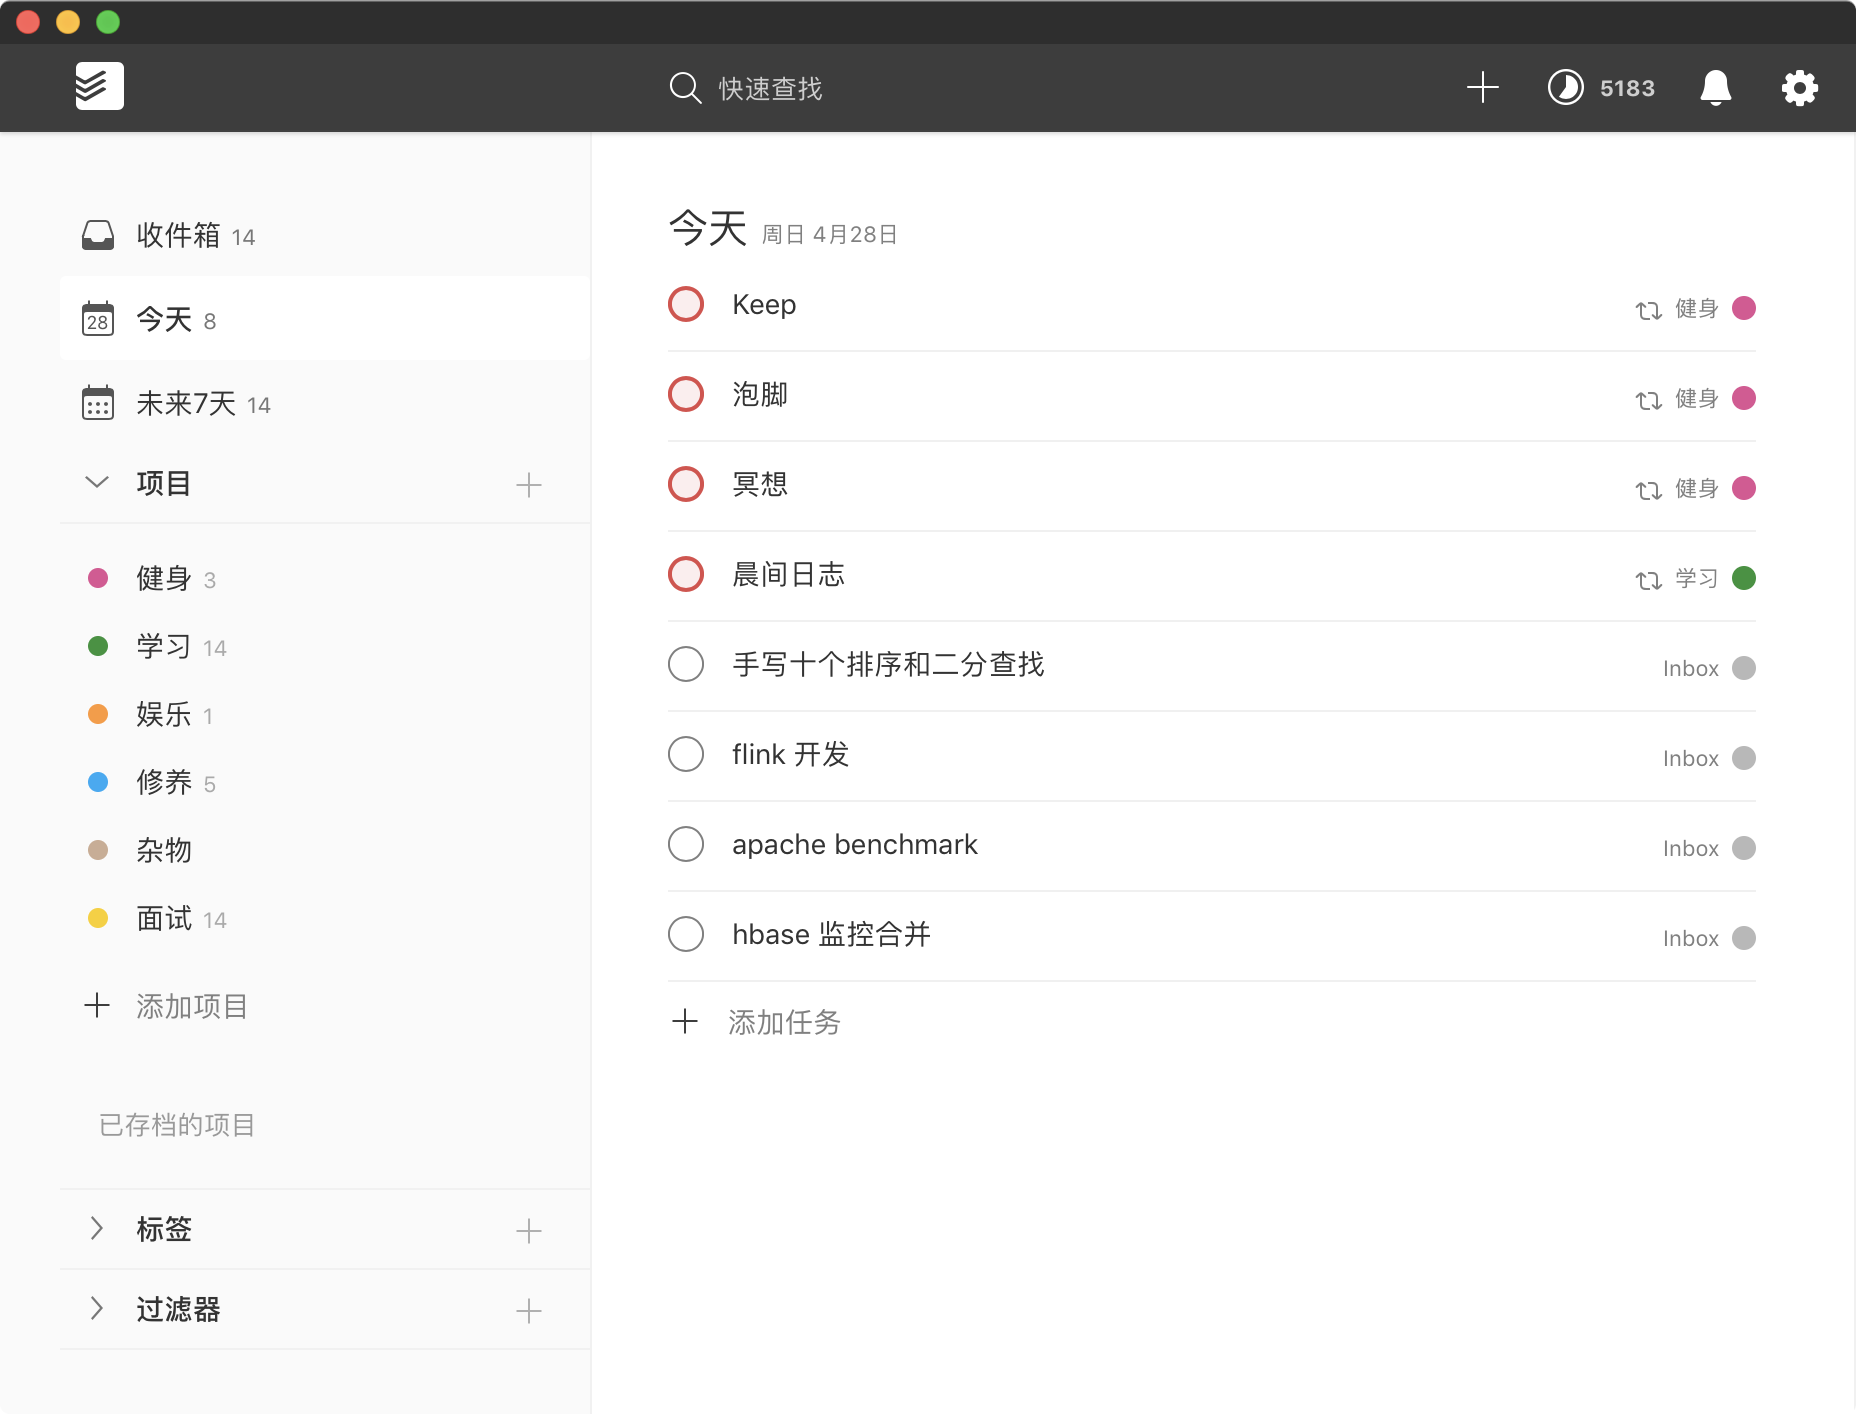 快速查找
5183
收件箱 14
28 今天 8
未来7天 14
项目
健身 3
学习 14
娱乐 1
修养 5
杂物
面试 14
添加项目
已存档的项目
标签
过滤器
今天 周日 4月28日
Keep 健身
泡脚 健身
冥想 健身
晨间日志 学习
手写十个排序和二分查找 Inbox
flink 开发 Inbox
apache benchmark Inbox
hbase 监控合并 Inbox
添加任务